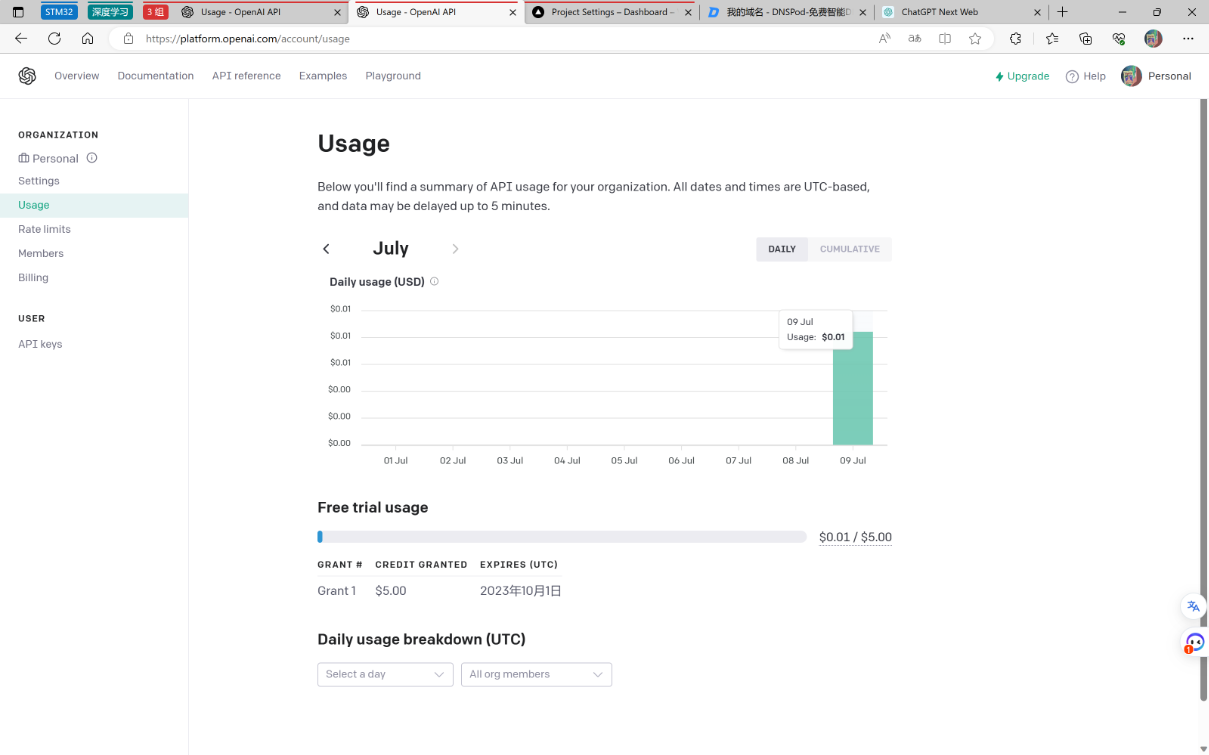 STM32 深度学习 3 组 Usage - OpenAI API Usage - OpenAI API Project Settings – Dashboard – 我的域名 - DNSPod-免费智能D ChatGPT Next Web
https://platform.openai.com/account/usage
Overview Documentation API reference Examples Playground Upgrade Help Personal
ORGANIZATION
Personal
Settings
Usage
Rate limits
Members
Billing
USER
API keys
Usage
Below you'll find a summary of API usage for your organization. All dates and times are UTC-based,
and data may be delayed up to 5 minutes.
July DAILY CUMULATIVE
Daily usage (USD)
$0.01
$0.01
$0.01
$0.00
$0.00
$0.00
09 Jul
Usage: $0.01
01 Jul 02 Jul 03 Jul 04 Jul 05 Jul 06 Jul 07 Jul 08 Jul 09 Jul
Free trial usage
$0.01 / $5.00
GRANT # CREDIT GRANTED EXPIRES (UTC)
Grant 1 $5.00 2023年10月1日
Daily usage breakdown (UTC)
Select a day All org members
1